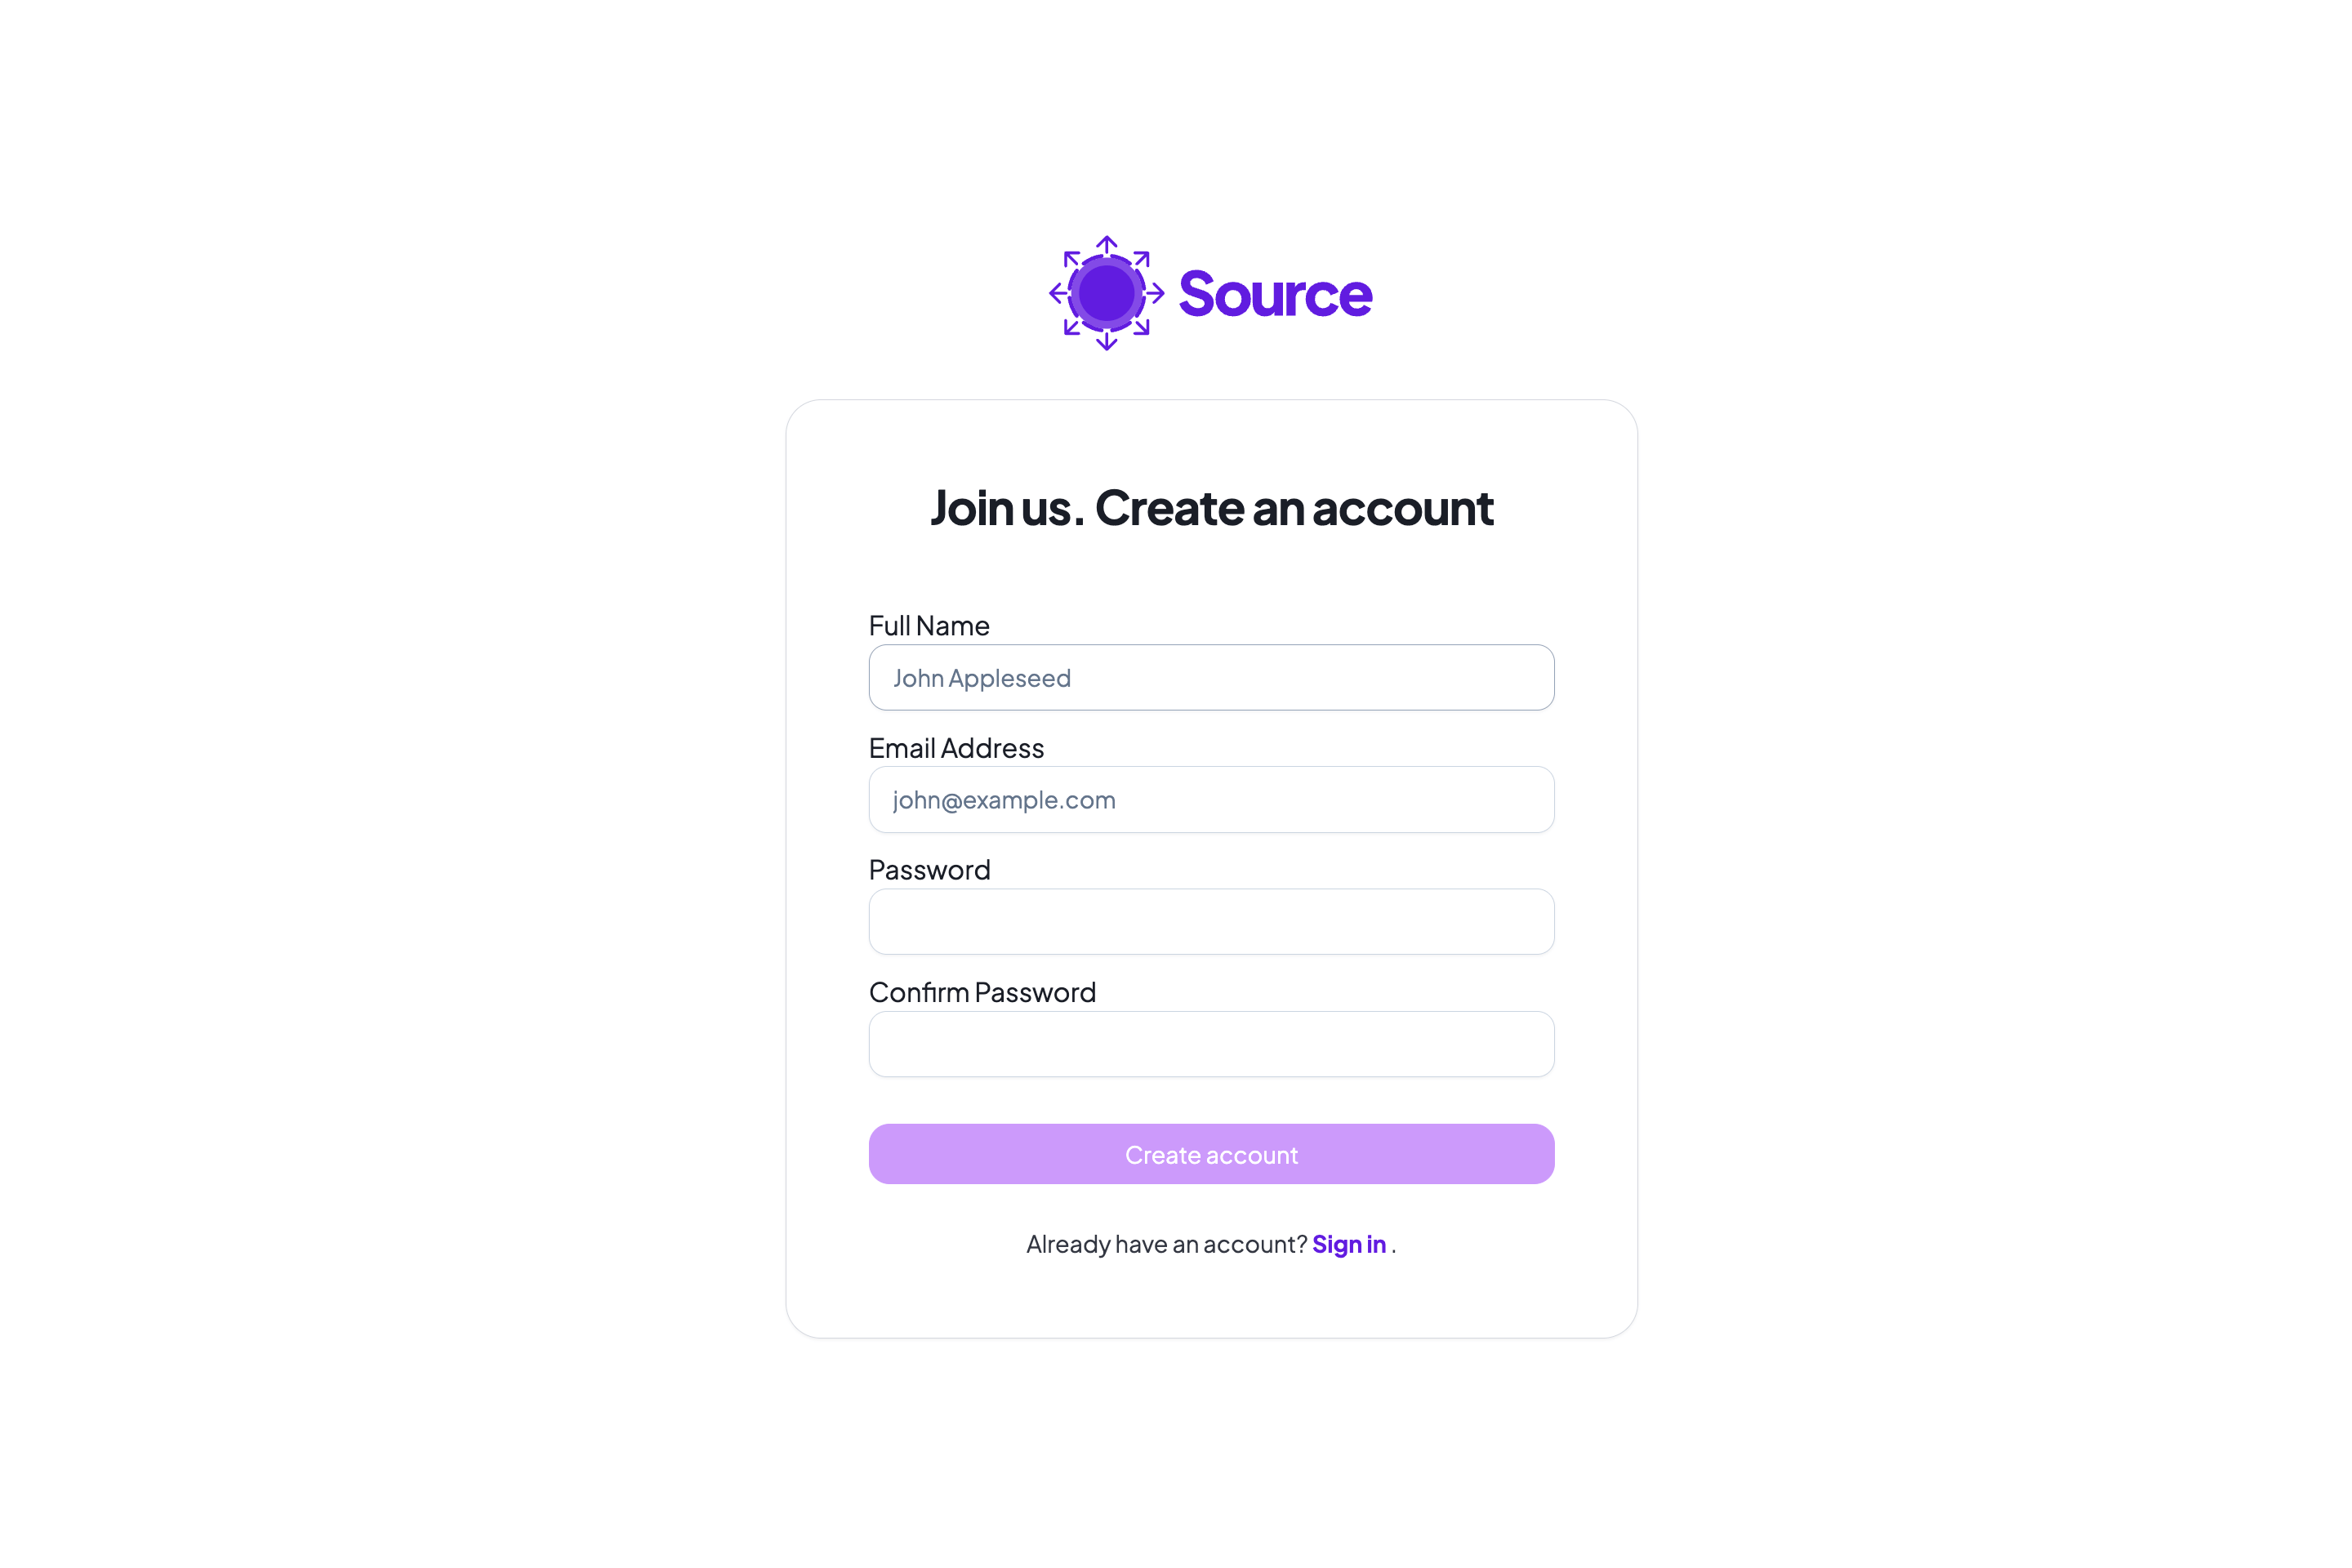 Source
Join us. Create an account
Full Name
John Appleseed
Email Address
john@example.com
Password
Confirm Password
Create account
Already have an account? Sign in .